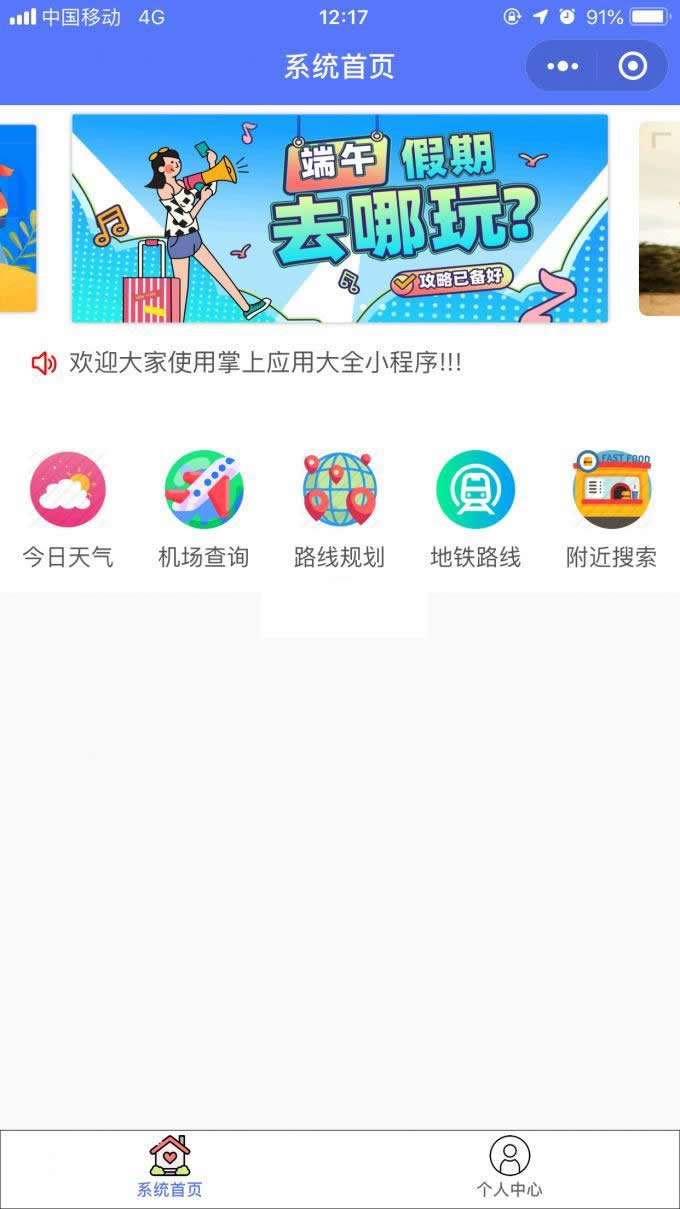 中国移动 4G 12:17 91%
系统首页
端午 假期
去哪玩?
攻略已备好
欢迎大家使用掌上应用大全小程序!!!
FAST FOOD
今日天气 机场查询 路线规划 地铁路线 附近搜索
系统首页 个人中心